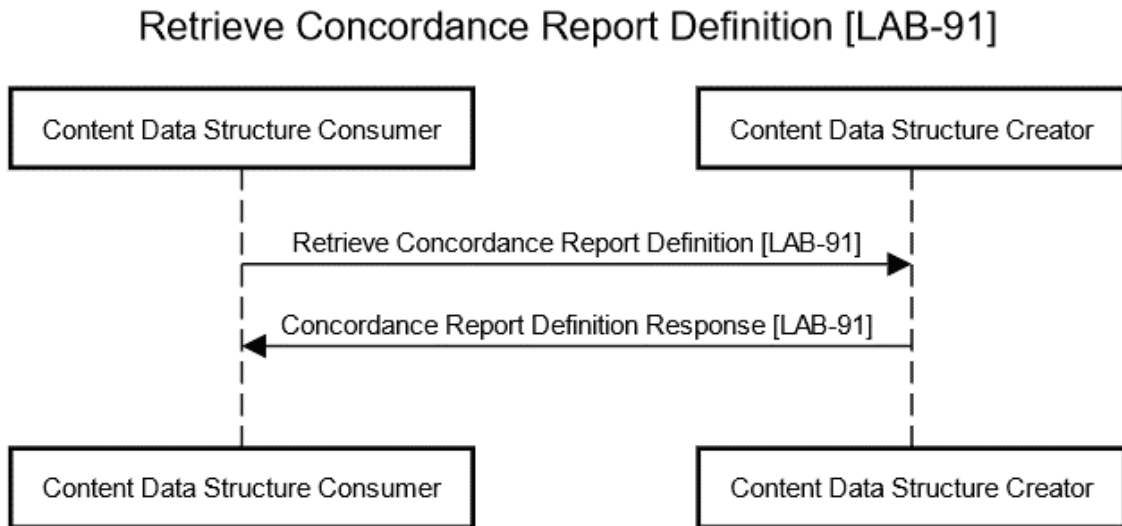 Retrieve Concordance Report Definition [LAB-91]
Content Data Structure Consumer
Content Data Structure Creator
Retrieve Concordance Report Definition [LAB-91]
Concordance Report Definition Response [LAB-91]
Content Data Structure Consumer
Content Data Structure Creator